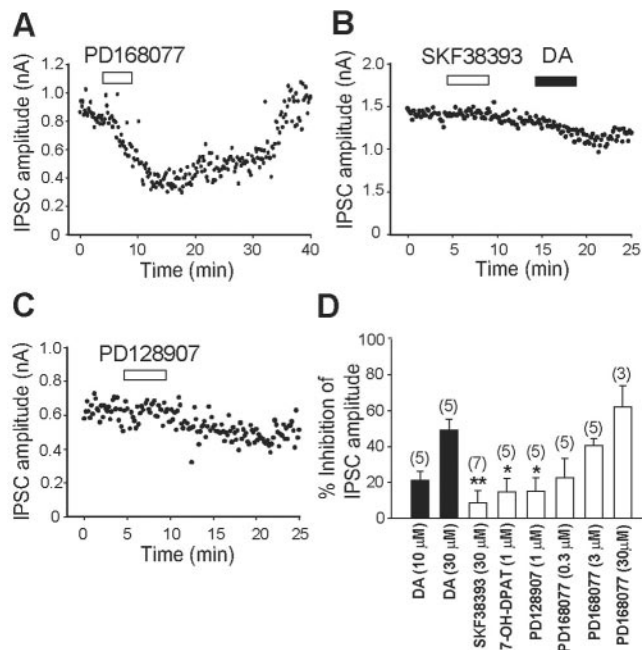 A
PD168077
IPSC amplitude (nA)
1.2
1.0
0.8
0.6
0.4
0.2
0
0 10 20 30 40
Time (min)
B
SKF38393 DA
IPSC amplitude (nA)
2.0
1.5
1.0
1.5
0
0 5 10 15 20 25
Time (min)
C
PD128907
IPSC amplitude (nA)
1.0
0.8
0.6
0.4
0.2
0
0 5 10 15 20 25
Time (min)
D
% Inhibition of
IPSC amplitude
100
80
60
40
20
0
(5)
(5)
(7)
**
(5)
*
(5)
*
(5)
(5)
(3)
DA (10 µM)
DA (30 µM)
SKF38393 (30 µM)
7-OH-DPAT (1 µM)
PD128907 (1 µM)
PD168077 (0.3 µM)
PD168077 (3 µM)
PD168077 (30µM)